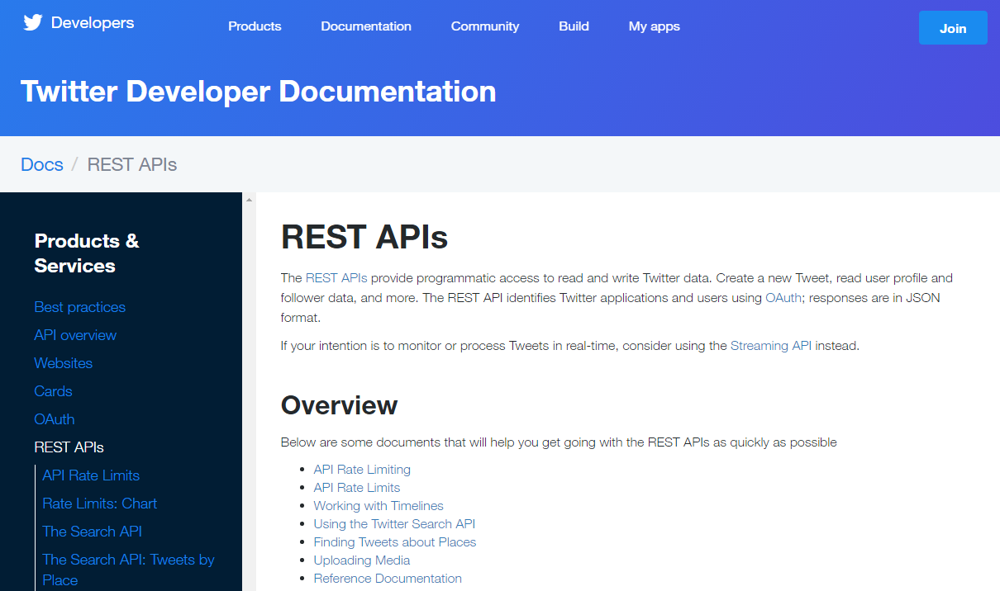 Developers
Products
Documentation
Community
Build
My apps
Join
Twitter Developer Documentation
Docs / REST APIs
Products &
Services
Best practices
API overview
Websites
Cards
OAuth
REST APIs
API Rate Limits
Rate Limits: Chart
The Search API
The Search API: Tweets by
Place
REST APIs
The REST APIs provide programmatic access to read and write Twitter data. Create a new Tweet, read user profile and
follower data, and more. The REST API identifies Twitter applications and users using OAuth; responses are in JSON
format.
If your intention is to monitor or process Tweets in real-time, consider using the Streaming API instead.
Overview
Below are some documents that will help you get going with the REST APIs as quickly as possible
API Rate Limiting
API Rate Limits
Working with Timelines
Using the Twitter Search API
Finding Tweets about Places
Uploading Media
Reference Documentation